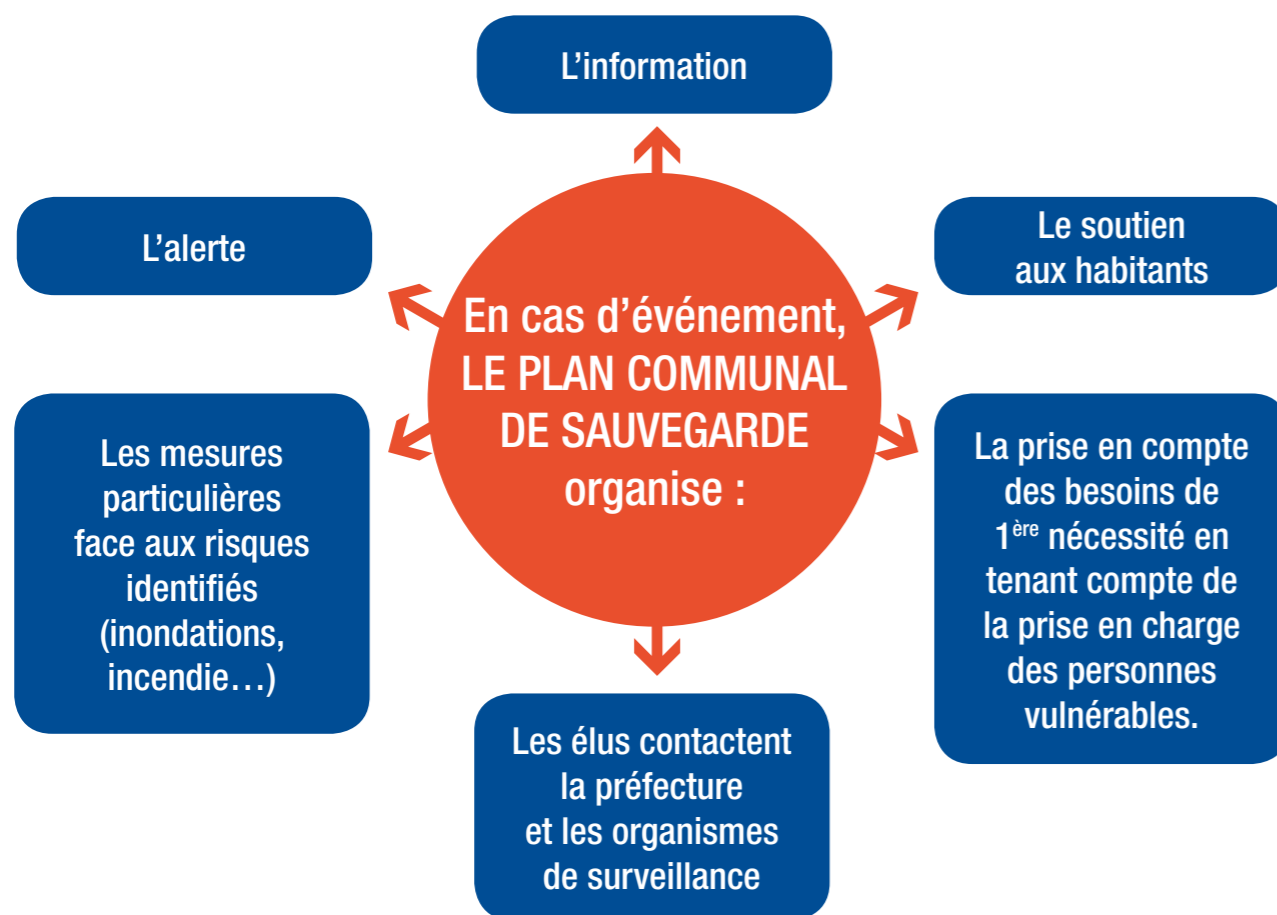 L'information
L'alerte
Le soutien
aux habitants
En cas d'événement,
LE PLAN COMMUNAL
DE SAUVEGARDE
organise :
Les mesures
particulières
face aux risques
identifiés
(inondations,
incendie…)
La prise en compte
des besoins de
1ère nécessité en
tenant compte de
la prise en charge
des personnes
vulnérables.
Les élus contactent
la préfecture
et les organismes
de surveillance